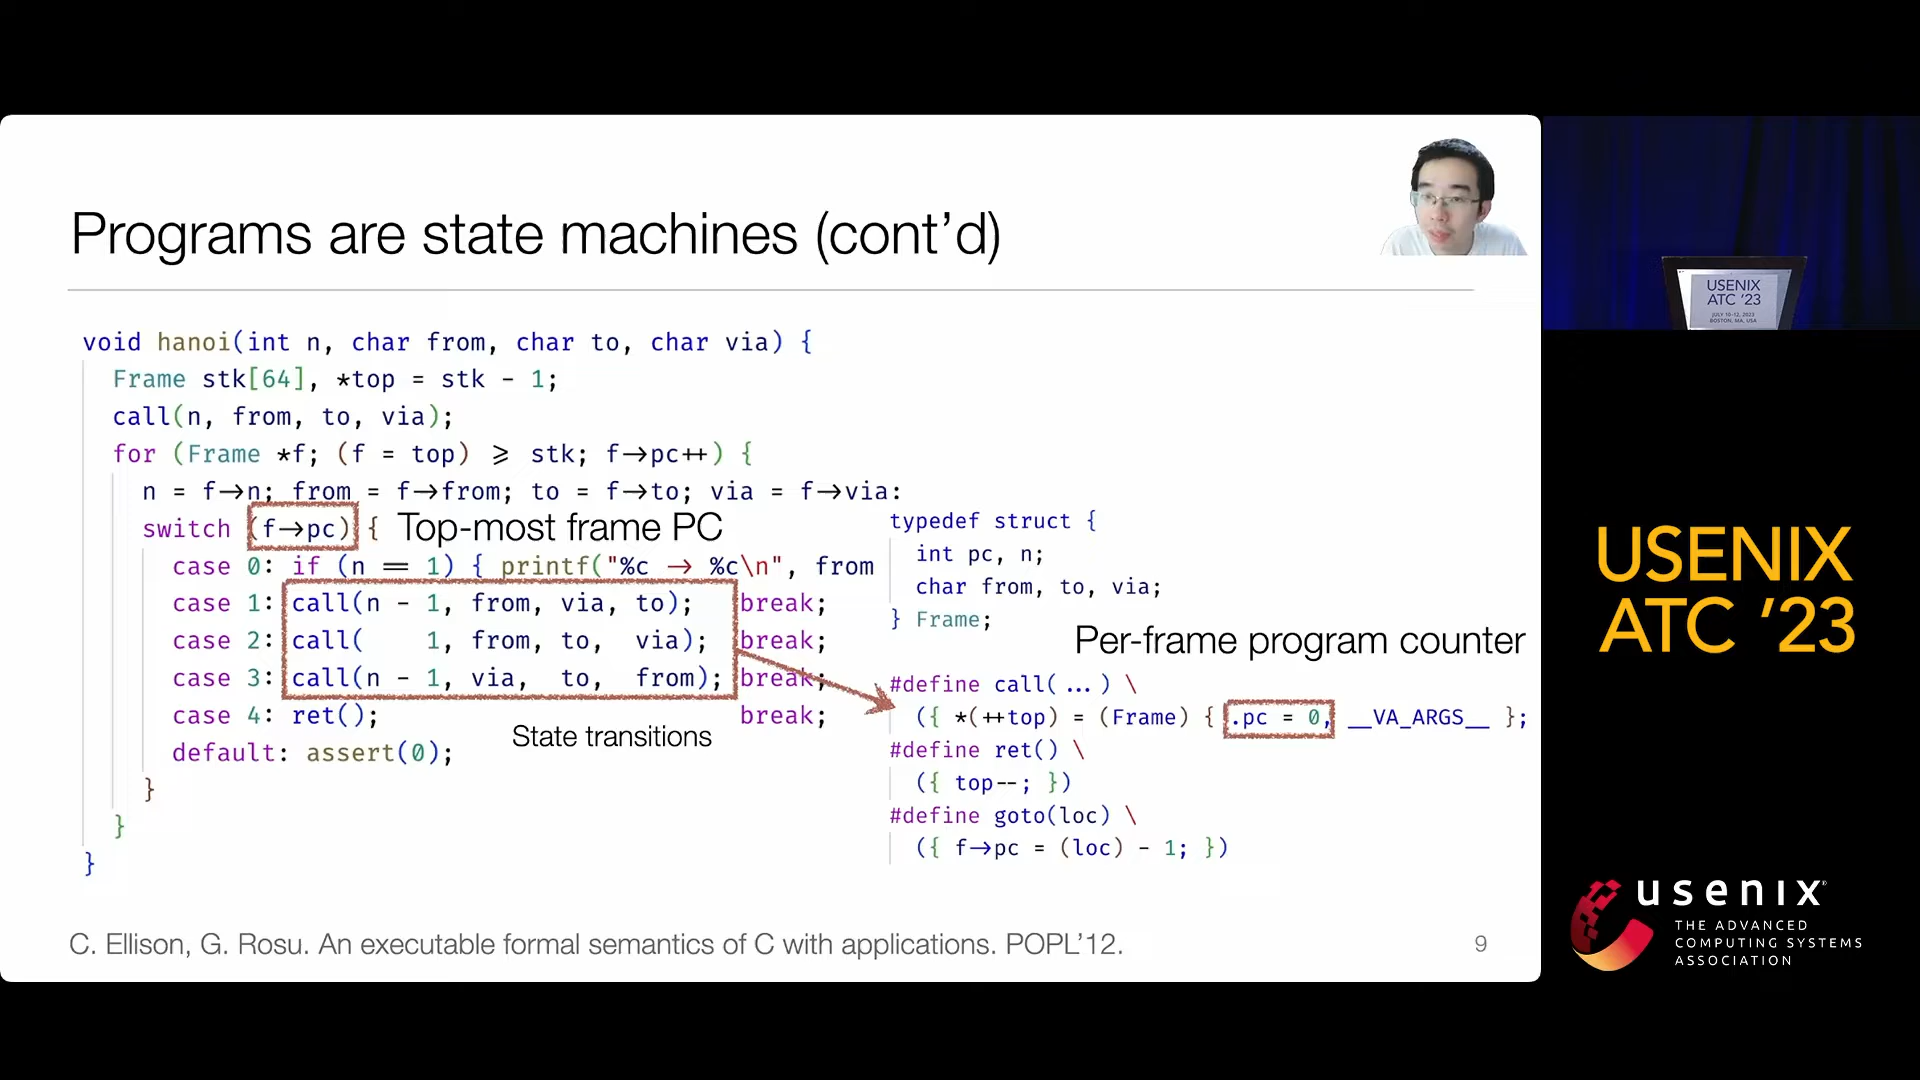 Programs are state machines (cont'd)
void hanoi(int n, char from, char to, char via) {
Frame stk[64], *top = stk - 1;
call(n, from, to, via);
for (Frame *f; (f = top) >= stk; f->pc++) {
n = f->n; from = f->from; to = f->to; via = f->via;
switch (f->pc) { Top-most frame PC
case 0: if (n == 1) { printf("%c -> %c\n", from
case 1: call(n - 1, from, via, to); break;
case 2: call( 1, from, to, via); break;
case 3: call(n - 1, via, to, from); break;
case 4: ret(); break;
default: assert(0);
State transitions
}
}
}
typedef struct {
int pc, n;
char from, to, via;
} Frame;
Per-frame program counter
#define call(...) \
({ *(++top) = (Frame) { .pc = 0, __VA_ARGS__ };
#define ret() \
({ top--; })
#define goto(loc) \
({ f->pc = (loc) - 1; })
C. Ellison, G. Rosu. An executable formal semantics of C with applications. POPL'12.
9
USENIX
ATC '23
JULY 10–12, 2023
BOSTON, MA, USA
USENIX
ATC '23
usenix
THE ADVANCED
COMPUTING SYSTEMS
ASSOCIATION